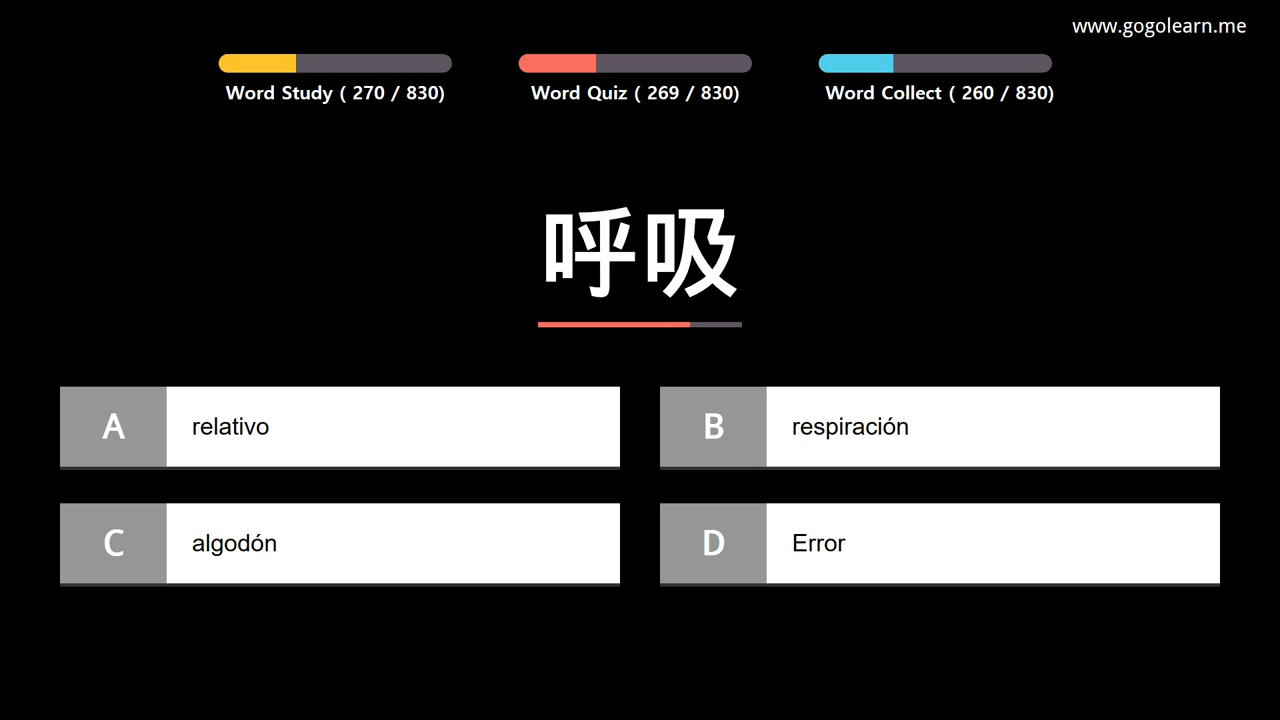 www.gogolearn.me
Word Study ( 270 / 830)
Word Quiz ( 269 / 830)
Word Collect ( 260 / 830)
呼吸
A relativo
B respiración
C algodón
D Error